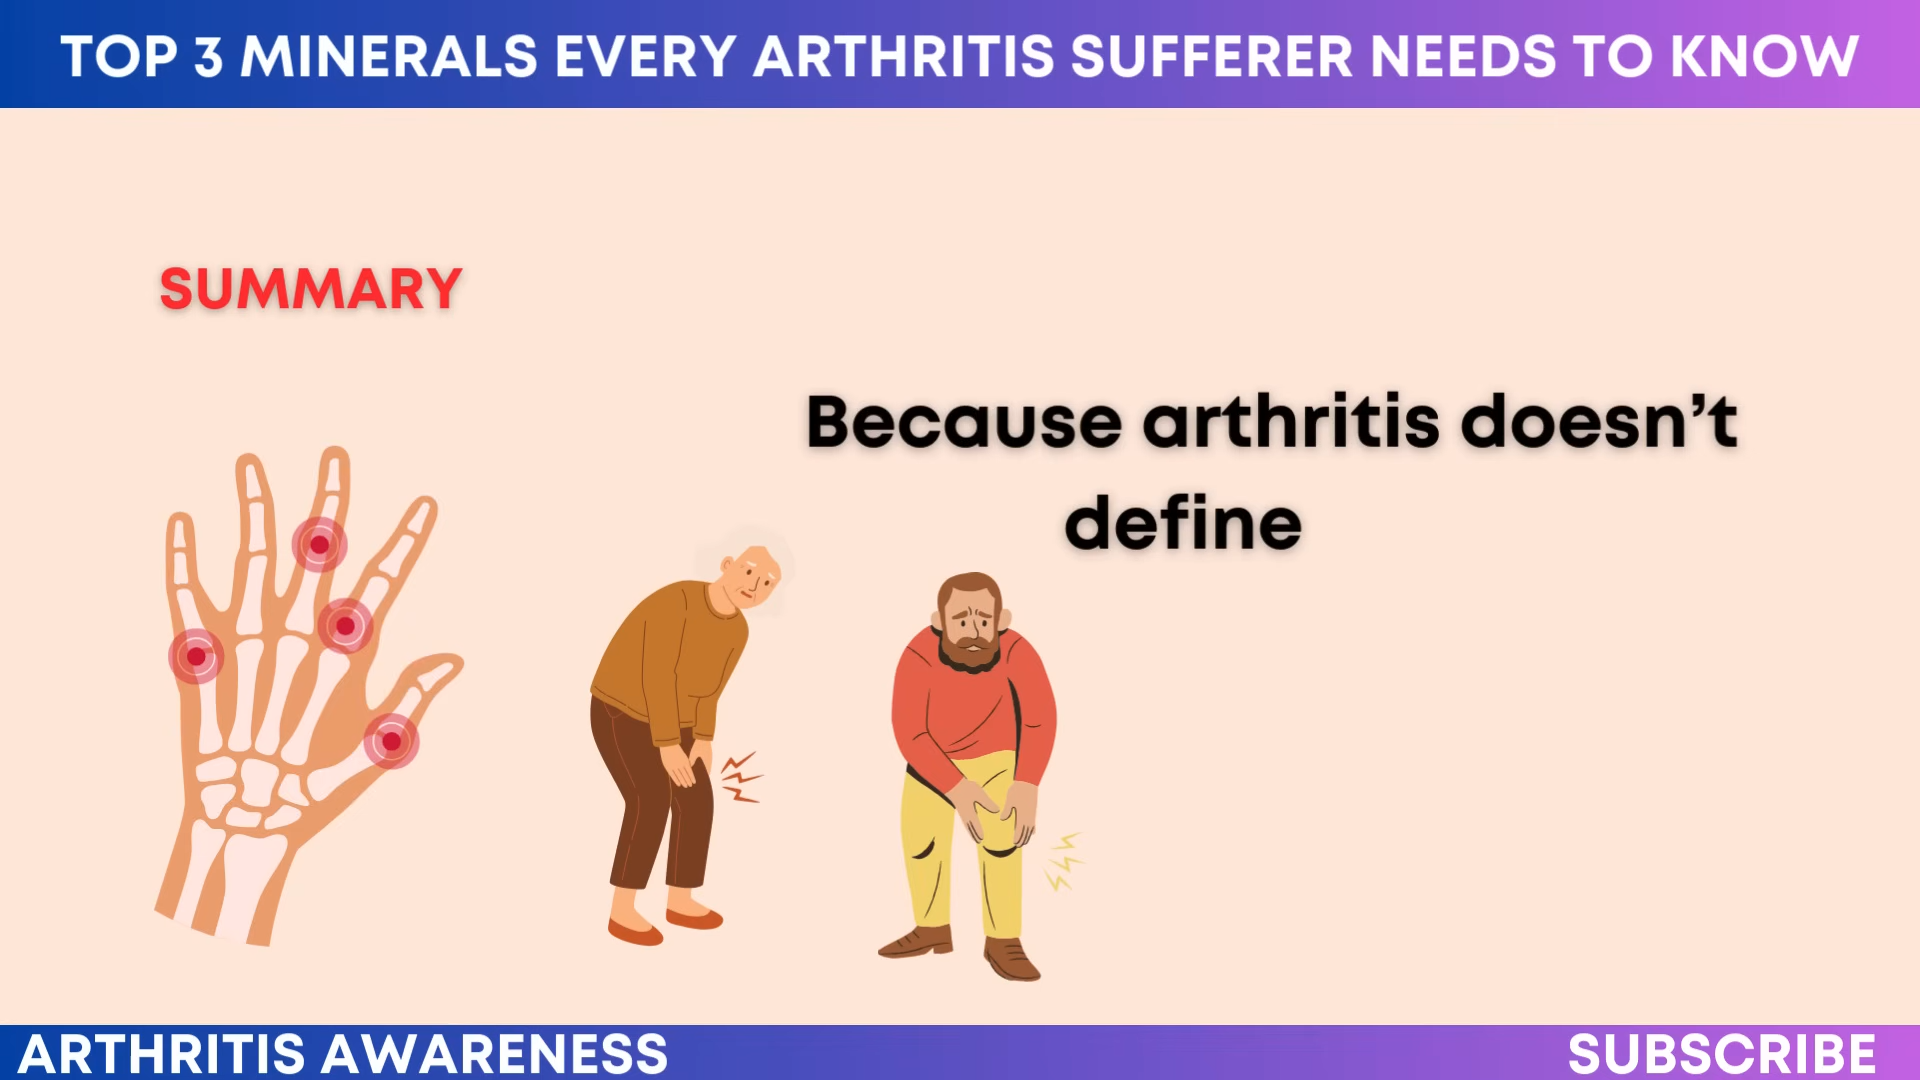 TOP 3 MINERALS EVERY ARTHRITIS SUFFERER NEEDS TO KNOW
SUMMARY
Because arthritis doesn’t
define
ARTHRITIS AWARENESS
SUBSCRIBE